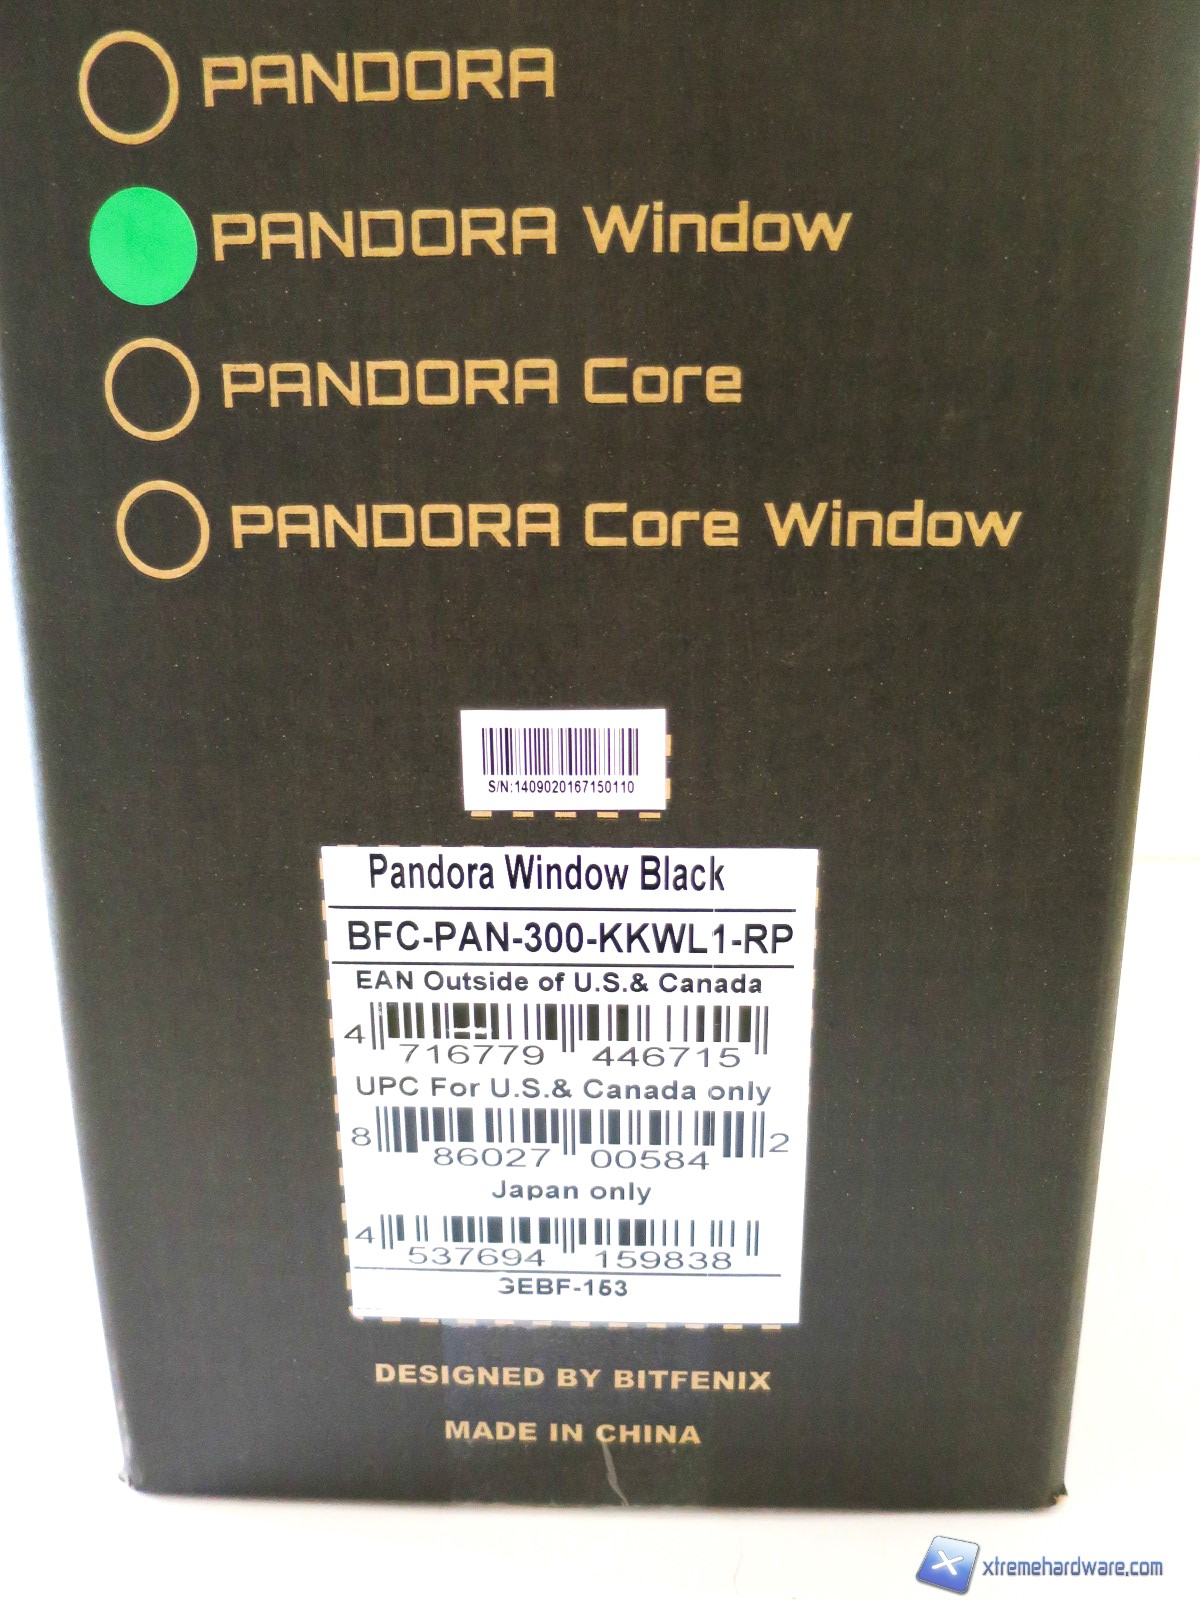 PANDORA
PANDORA Window
PANDORA Core
PANDORA Core Window
S/N:1409020167150110
Pandora Window Black
BFC-PAN-300-KKWL1-RP
EAN Outside of U.S.& Canada
4 716779 446715
UPC For U.S.& Canada only
8 86027 00584 2
Japan only
4 537694 159838
GEBF-153
DESIGNED BY BITFENIX
MADE IN CHINA
xtremehardware.com